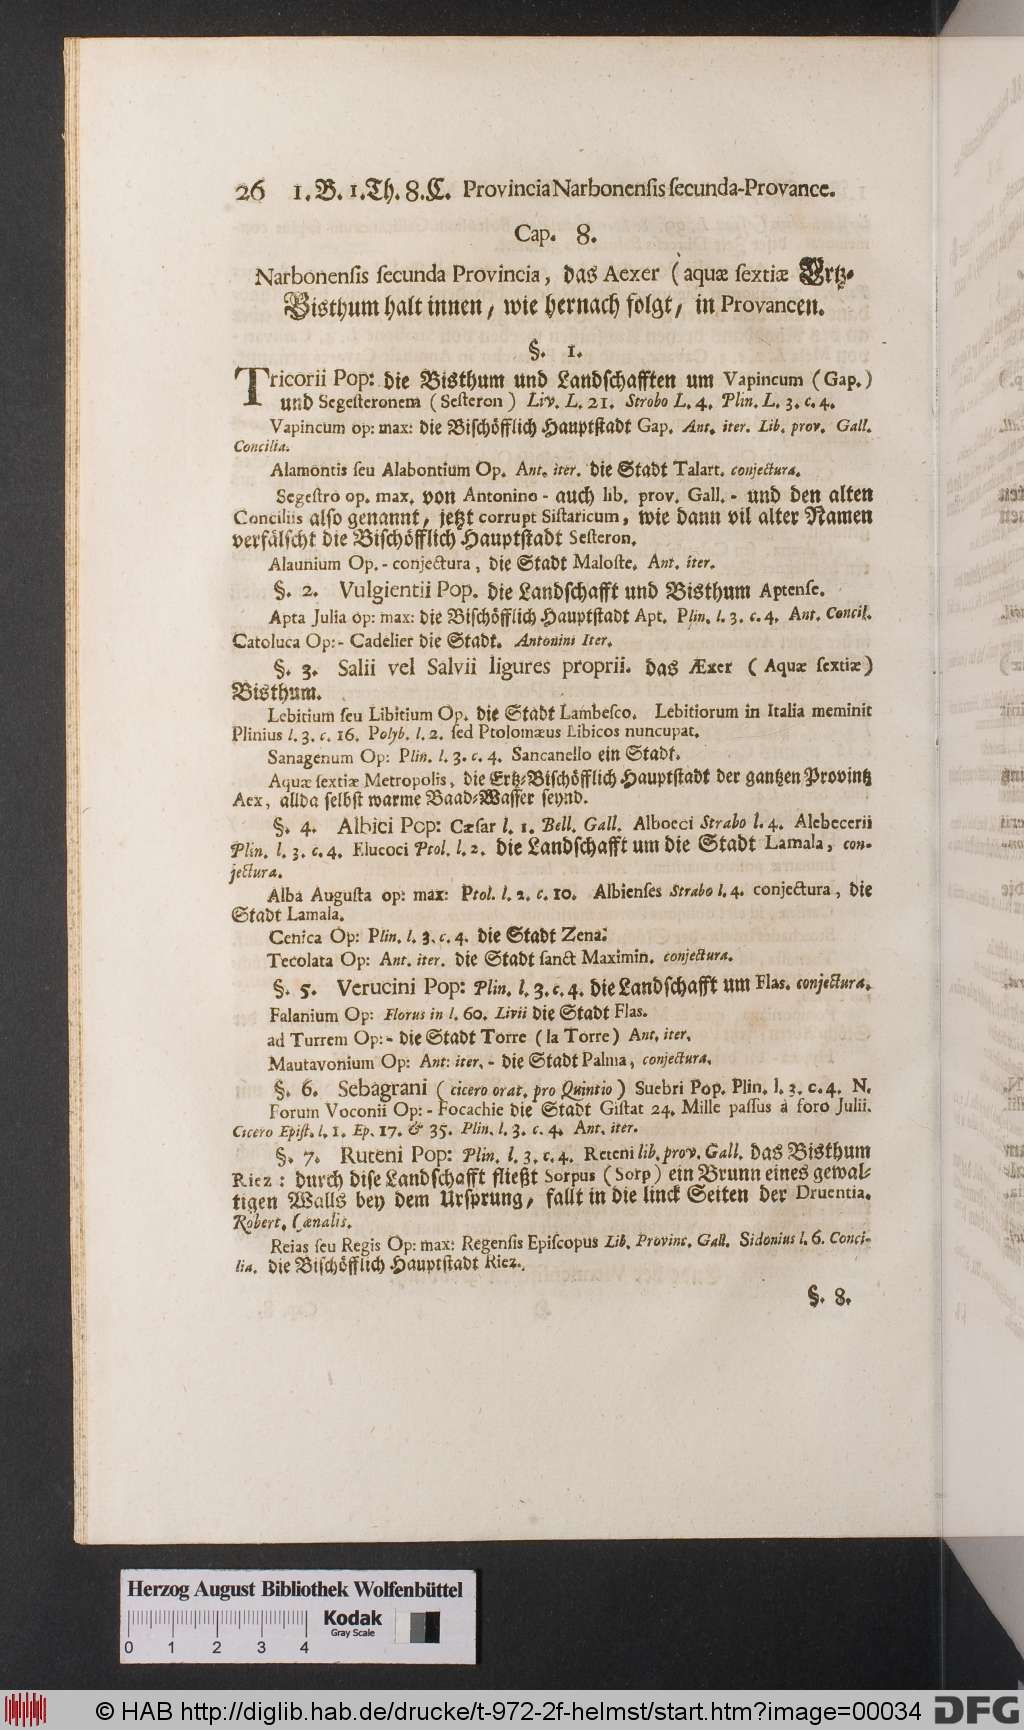 26 1. B. 1. Th. 8. C. Provincia Narbonensis secunda-Provance.
Cap. 8.
Narbonensis secunda Provincia, das Aexer (aquæ sextiæ Ertz-
Bisthum halt innen, wie hernach folgt, in Provancen.
§. 1.
Tricorii Pop: die Bisthum und Landschafften um Vapincum (Gap.)
und Segesteronem (Sesteron) Liv. L. 21. Strobo L. 4. Plin. L. 3. c. 4.
Vapincum op: max: die Bischöfflich Hauptstadt Gap. Ant. iter. Lib. prov. Gall.
Concilia.
Alamontis seu Alabontium Op. Ant. iter. die Stadt Talart. conjectura.
Segestro op. max. von Antonino - auch lib. prov. Gall. - und den alten
Conciliis also genannt, jetzt corrupt Sistaricum, wie dann vil alter Namen
verfälscht die Bischöfflich Hauptstadt Sesteron.
Alaunium Op. - conjectura, die Stadt Maloste. Ant. iter.
§. 2. Vulgientii Pop. die Landschafft und Bisthum Aptense.
Apta Julia op: max: die Bischöfflich Hauptstadt Apt. Plin. l. 3. c. 4. Ant. Concil.
Catoluca Op: - Cadelier die Stadt. Antonini Iter.
§. 3. Salii vel Salvii ligures proprii. das Æxer (Aquæ sextiæ)
Bisthum.
Lebitium seu Libitium Op. die Stadt Lambesco. Lebitiorum in Italia meminit
Plinius l. 3. c. 16. Polyb. l. 2. sed Ptolomæus Libicos nuncupat.
Sanagenum Op: Plin. l. 3. c. 4. Sancanello ein Stadt.
Aquæ sextiæ Metropolis, die Ertz-Bischöfflich Hauptstadt der gantzen Provintz
Aex, allda selbst warme Baad-Wasser seynd.
§. 4. Albici Pop: Cæsar l. 1. Bell. Gall. Alboeci Strabo l. 4. Alebecerii
Plin. l. 3. c. 4. Elucoci Ptol. l. 2. die Landschafft um die Stadt Lamala, con-
jectura.
Alba Augusta op: max: Ptol. l. 2. c. 10. Albienses Strabo l. 4. conjectura, die
Stadt Lamala.
Cenica Op: Plin. l. 3. c. 4. die Stadt Zena:
Tecolata Op: Ant. iter. die Stadt sanct Maximin. conjectura.
§. 5. Verucini Pop: Plin. l. 3. c. 4. die Landschafft um Flas. conjectura.
Falanium Op: Florus in l. 60. Livii die Stadt Flas.
ad Turrem Op: - die Stadt Torre (la Torre) Ant. iter.
Mautavonium Op: Ant: iter. - die Stadt Palma, conjectura.
§. 6. Sebagrani (cicero orat. pro Quintio) Suebri Pop. Plin. l. 3. c. 4. N.
Forum Voconii Op: - Focachie die Stadt Gistat 24. Mille passus à foro Julii.
Cicero Epist. l. 1. Ep. 17. & 35. Plin. l. 3. c. 4. Ant. iter.
§. 7. Ruteni Pop: Plin. l. 3. c. 4. Reteni lib. prov. Gall. das Bisthum
Riez: durch dise Landschafft fließt Sorpus (Sorp) ein Brunn eines gewal-
tigen Walls bey dem Ursprung, fallt in die linck Seiten der Druentia.
Robert. Cænalis.
Reias seu Regis Op: max: Regensis Episcopus Lib. Provinc. Gall. Sidonius l. 6. Conci-
lia. die Bischöfflich Hauptstadt Riez.
§. 8.
Herzog August Bibliothek Wolfenbüttel
Kodak
Gray Scale
0 1 2 3 4
© HAB http://diglib.hab.de/drucke/t-972-2f-helmst/start.htm?image=00034 DFG